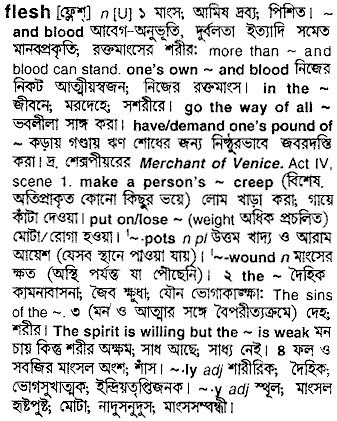 flesh [ফ্লেশ্] n [U] ১ মাংস; আমিষ দ্রব্য; পিশিত। ~
and blood আবেগ-অনুভূতি, দুর্বলতা ইত্যাদি সমেত
মানবপ্রকৃতি; রক্তমাংসের শরীর: more than ~ and
blood can stand. one's own ~ and blood নিজের
নিকট আত্মীয়স্বজন; নিজের রক্তমাংস। in the ~
জীবনে; মরদেহে; সশরীরে। go the way of all ~
ভবলীলা সাঙ্গ করা। have/demand one's pound of
~ কড়ায় গণ্ডায় ঋণ শোধের জন্য নিষ্ঠুরভাবে জবরদস্তি
করা। দ্র. শেক্সপীয়রের Merchant of Venice. Act IV,
scene 1. make a person's ~ creep (বিশেষ.
অতিপ্রাকৃত কোনো কিছুর ভয়ে) লোম খাড়া করা; গায়ে
কাঁটা দেওয়া। put on/lose ~ (weight অধিক প্রচলিত)
মোটা/রোগা হওয়া। ˡ~-pots n pl উত্তম খাদ্য ও আরাম
আয়েশ (যেসব স্থানে পাওয়া যায়)। ˡ~-wound n মাংসের
ক্ষত (অস্থি পর্যন্ত যা পৌঁছেনি)। ২ the ~ দৈহিক
কামনাবাসনা; জৈব ক্ষুধা; যৌন ভোগাকাঙ্ক্ষা: The sins
of the ~. ৩ (মন ও আত্মার সঙ্গে বৈপরীত্যক্রমে) দেহ;
শরীর। The spirit is willing but the ~ is weak মন
চায় কিন্তু শরীর অক্ষম; সাধ আছে, সাধ্য নেই। ৪ ফল ও
সবজির মাংসল অংশ; শাঁস। ~.ly adj শারীরিক; দৈহিক;
ভোগসুখাত্মক; ইন্দ্রিয়তৃপ্তিজনক। ~.y adj স্থূল; মাংসল
হৃষ্টপুষ্ট; মোটা; নাদুসনুদুস; মাংসসম্বন্ধী।